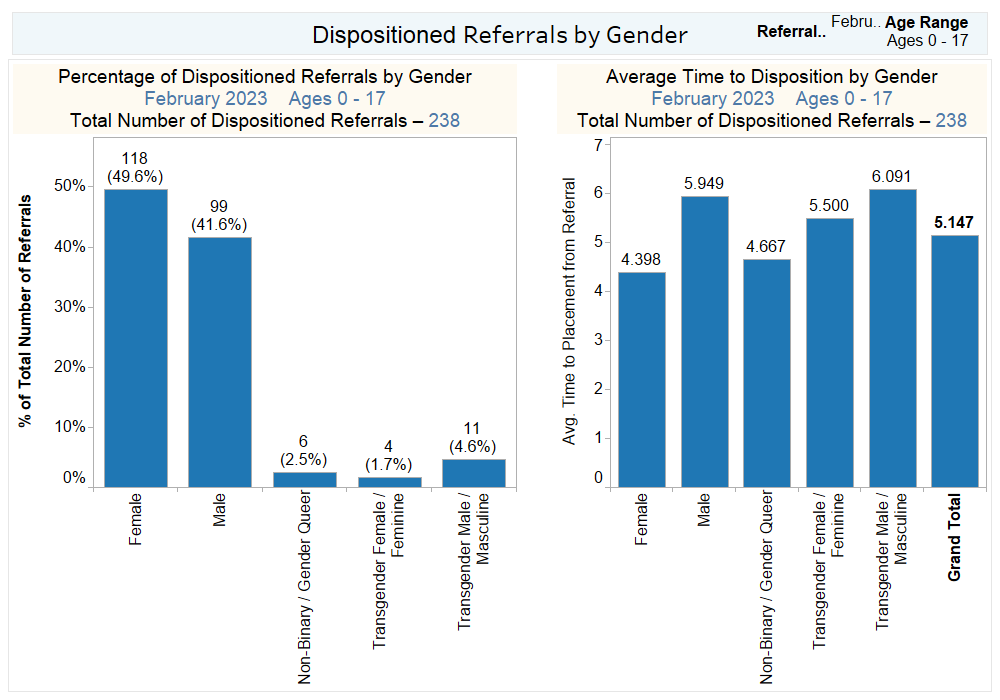 Dispositioned Referrals by Gender
Referral.. Febru.. Age Range
Ages 0 - 17
Percentage of Dispositioned Referrals by Gender
February 2023 Ages 0 - 17
Total Number of Dispositioned Referrals – 238
% of Total Number of Referrals
50%
40%
30%
20%
10%
0%
118
(49.6%)
99
(41.6%)
6
(2.5%)
4
(1.7%)
11
(4.6%)
Female
Male
Non-Binary / Gender Queer
Transgender Female /
Feminine
Transgender Male /
Masculine
Average Time to Disposition by Gender
February 2023 Ages 0 - 17
Total Number of Dispositioned Referrals – 238
Avg. Time to Placement from Referral
7
6
5
4
3
2
1
0
4.398
5.949
4.667
5.500
6.091
5.147
Female
Male
Non-Binary / Gender Queer
Transgender Female /
Feminine
Transgender Male /
Masculine
Grand Total